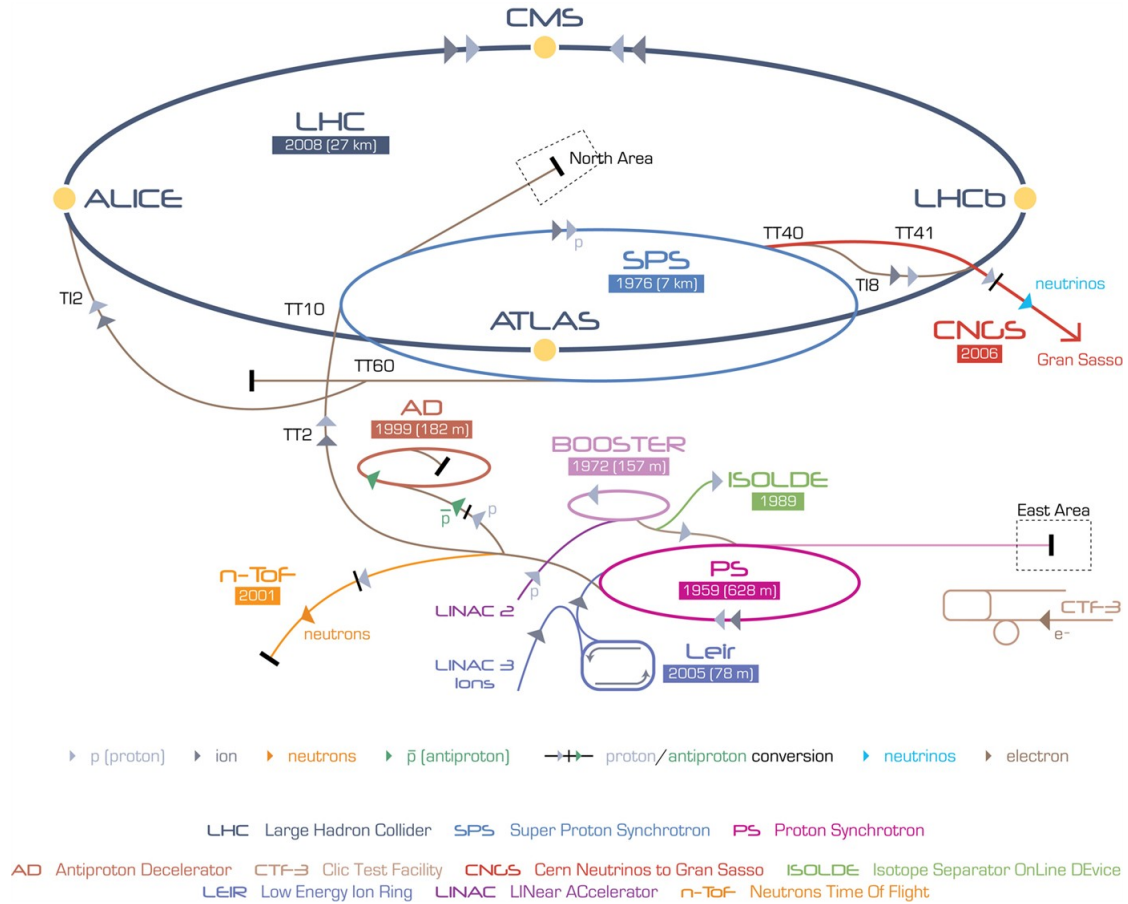 CMS
LHC
2008 (27 km)
North Area
ALICE
LHCb
TT40
TT41
SPS
1976 (7 km)
TI8
TI2
TT10
neutrinos
ATLAS
CNGS
2006
Gran Sasso
p
TT60
AD
1999 (182 m)
TT2
BOOSTER
1972 (157 m)
ISOLDE
1989
p̅
p
East Area
n-ToF
2001
PS
1959 (628 m)
LINAC 2
p
neutrons
CTF-3
e-
LINAC 3
Ions
Leir
2005 (78 m)
p (proton) ion neutrons p̅ (antiproton) proton/antiproton conversion neutrinos electron
LHC Large Hadron Collider SPS Super Proton Synchrotron PS Proton Synchrotron
AD Antiproton Decelerator CTF-3 Clic Test Facility CNGS Cern Neutrinos to Gran Sasso ISOLDE Isotope Separator OnLine DEvice
LEIR Low Energy Ion Ring LINAC LINear ACcelerator n-ToF Neutrons Time Of Flight